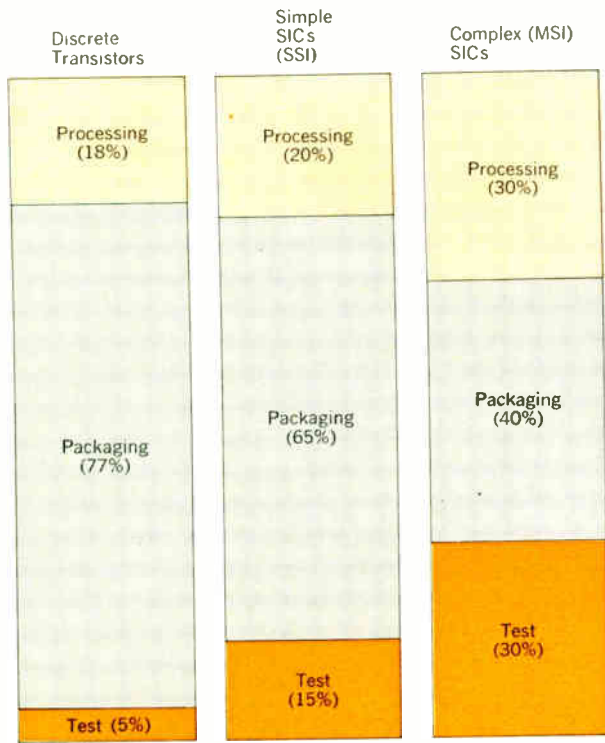 Discrete
Transistors
Processing
(18%)
Packaging
(77%)
Test (5%)
Simple
SICs
(SSI)
Processing
(20%)
Packaging
(65%)
Test
(15%)
Complex (MSI)
SICs
Processing
(30%)
Packaging
(40%)
Test
(30%)